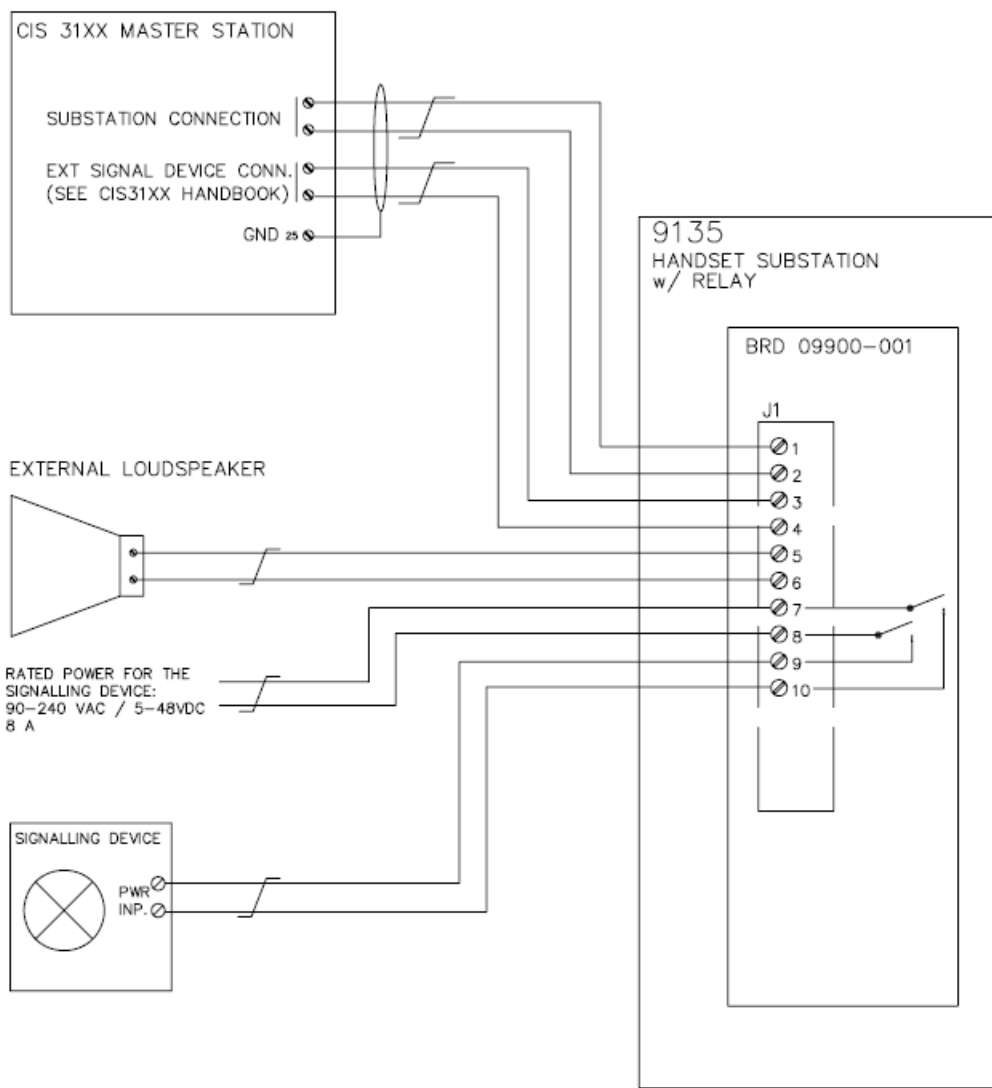 CIS 31XX MASTER STATION
SUBSTATION CONNECTION
EXT SIGNAL DEVICE CONN.
(SEE CIS31XX HANDBOOK)
GND 25
9135
HANDSET SUBSTATION
w/ RELAY
BRD 09900-001
J1
1
2
3
4
5
6
7
8
9
10
EXTERNAL LOUDSPEAKER
RATED POWER FOR THE
SIGNALLING DEVICE:
90-240 VAC / 5-48VDC
8 A
SIGNALLING DEVICE
PWR
INP.